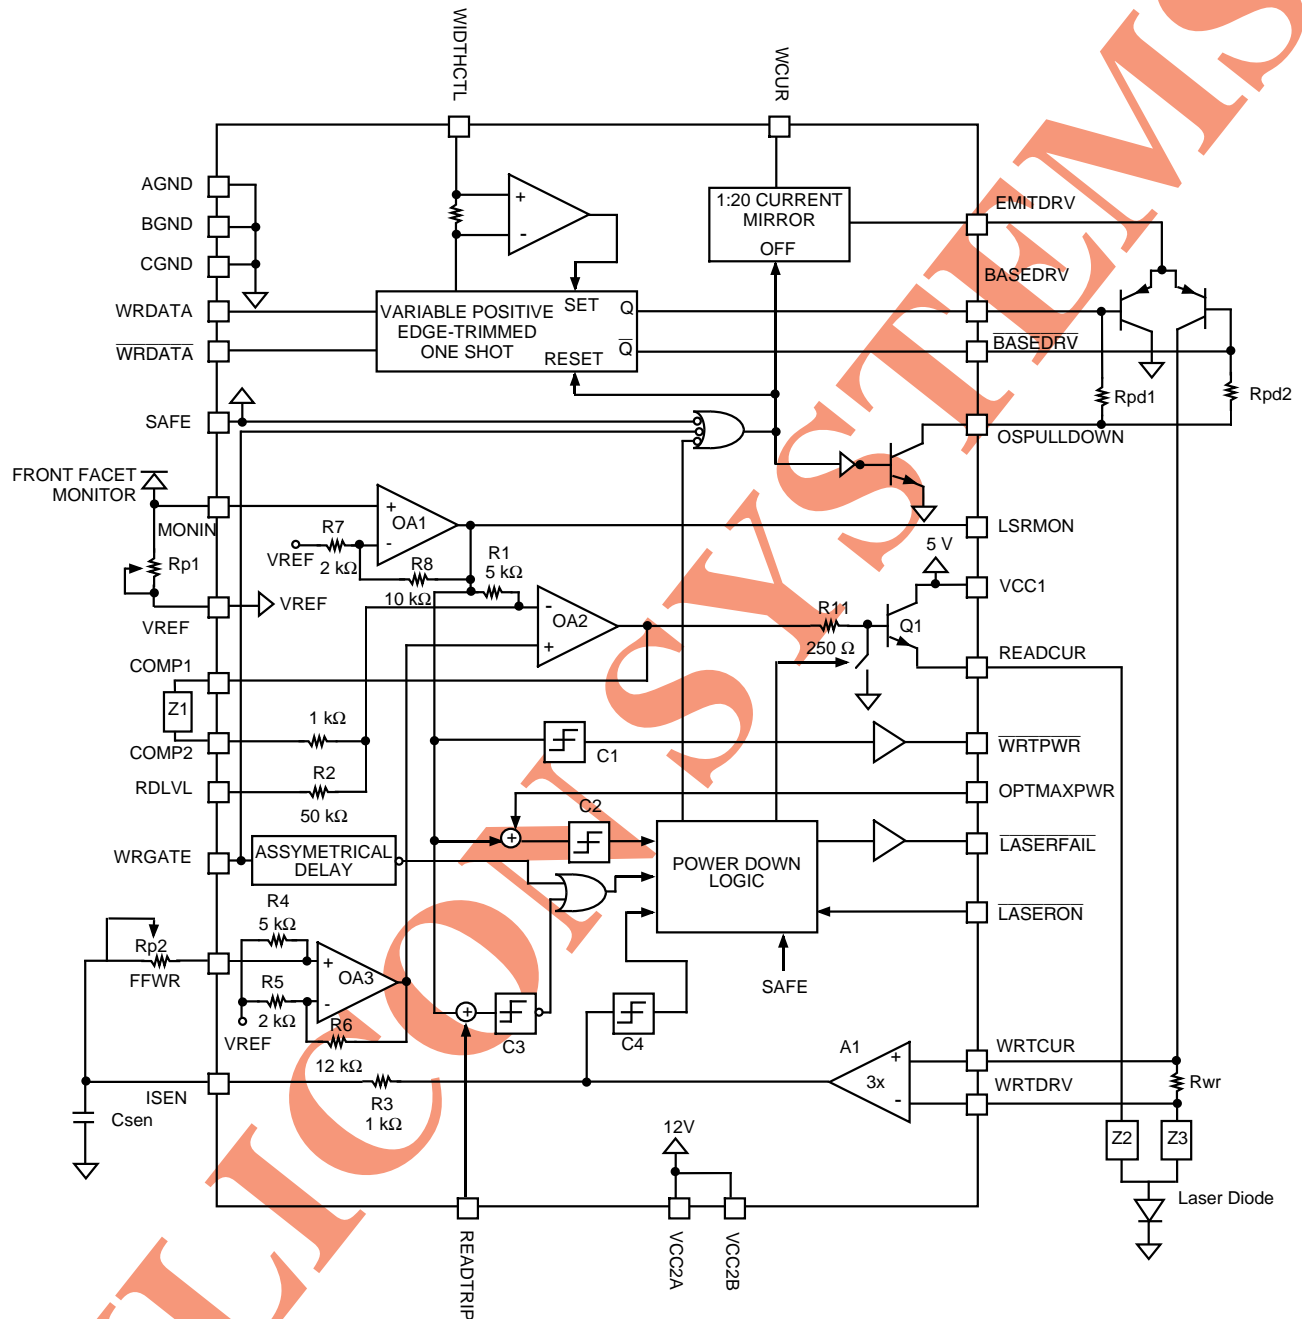 WIDTHCTL
WCUR
AGND
BGND
CGND
WRDATA
WRDATA
SAFE
FRONT FACET
MONITOR
MONIN
Rp1
VREF
VREF
COMP1
Z1
COMP2
RDLVL
WRGATE
Rp2
FFWR
ISEN
Csen
+
-
1:20 CURRENT
MIRROR
OFF
VARIABLE POSITIVE
EDGE-TRIMMED
ONE SHOT
SET
RESET
Q
Q
EMITDRV
BASEDRV
BASEDRV
Rpd1
Rpd2
OSPULLDOWN
+
-
OA1
R7
VREF
2 kΩ
R8
10 kΩ
R1
5 kΩ
-
+
OA2
R11
250 Ω
Q1
LSRMON
5 V
VCC1
READCUR
1 kΩ
R2
50 kΩ
C1
WRTPWR
OPTMAXPWR
C2
+
ASSYMETRICAL
DELAY
POWER DOWN
LOGIC
LASERFAIL
LASERON
SAFE
R4
5 kΩ
R5
2 kΩ
VREF
+
-
OA3
R6
12 kΩ
+
C3
C4
R3
1 kΩ
A1
3x
+
-
WRTCUR
WRTDRV
Rwr
Z2
Z3
Laser Diode
12V
READTRIP
VCC2A
VCC2B
LICON SYSTEMS